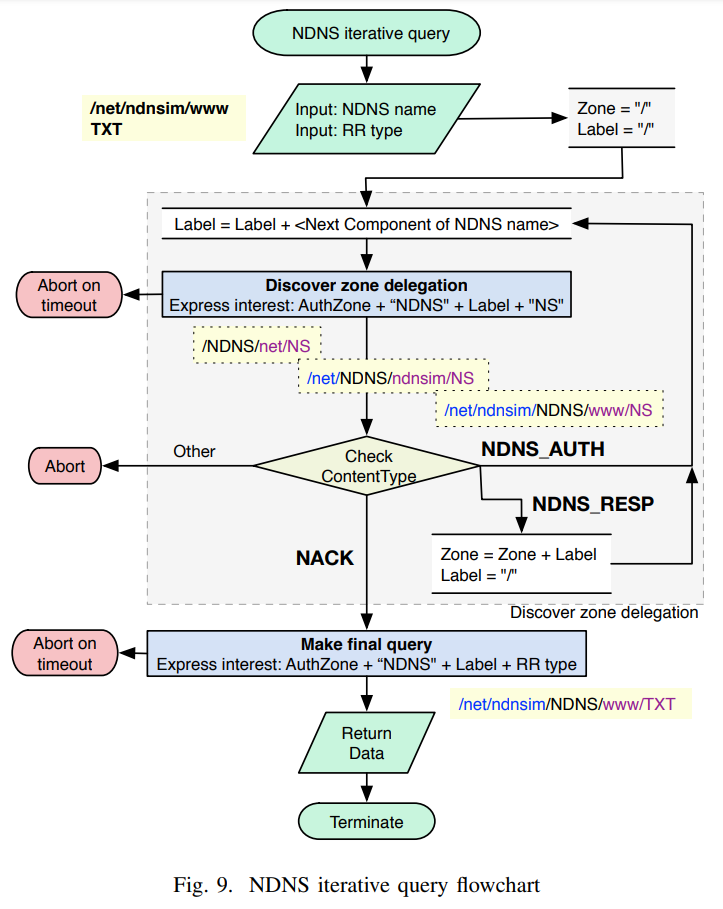 NDNS iterative query
/net/ndnsim/www
TXT
Input: NDNS name
Input: RR type
Zone = "/"
Label = "/"
Label = Label + <Next Component of NDNS name>
Abort on
timeout
Discover zone delegation
Express interest: AuthZone + “NDNS" + Label + "NS"
/NDNS/net/NS
/net/NDNS/ndnsim/NS
/net/ndnsim/NDNS/www/NS
Abort
Other
Check
ContentType
NDNS_AUTH
NDNS_RESP
NACK
Zone = Zone + Label
Label = "/"
Discover zone delegation
Abort on
timeout
Make final query
Express interest: AuthZone + “NDNS" + Label + RR type
/net/ndnsim/NDNS/www/TXT
Return
Data
Terminate
Fig. 9. NDNS iterative query flowchart